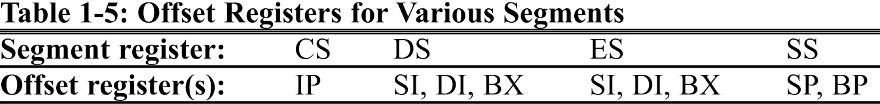 Table 1-5: Offset Registers for Various Segments
Segment register: CS DS ES SS
Offset register(s): IP SI, DI, BX SI, DI, BX SP, BP